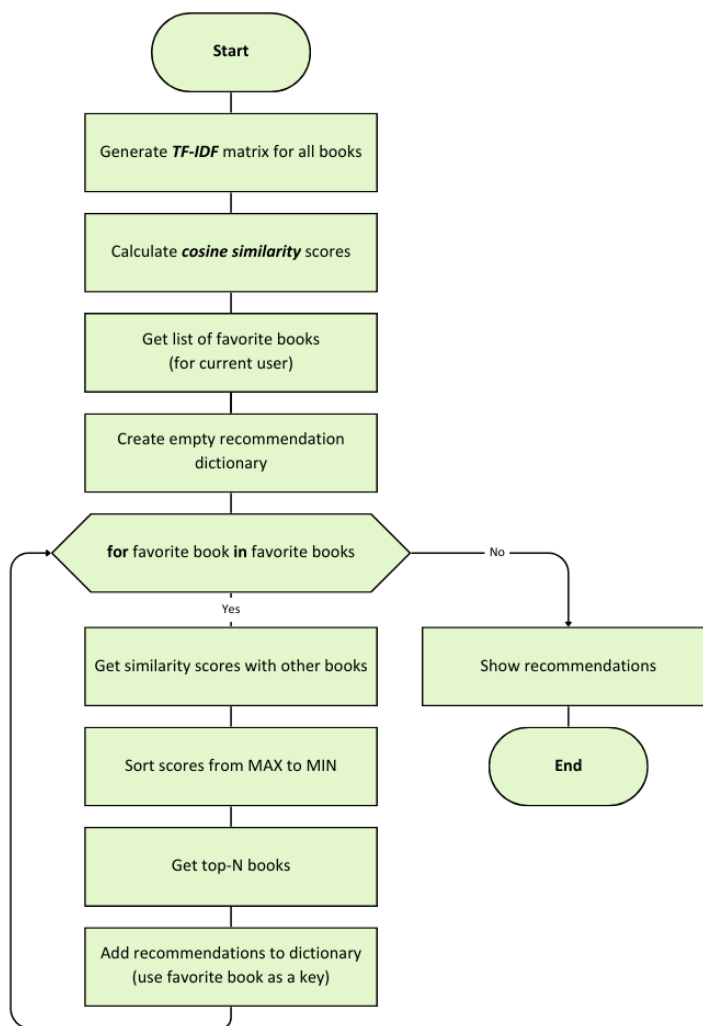 Start
Generate TF-IDF matrix for all books
Calculate cosine similarity scores
Get list of favorite books
(for current user)
Create empty recommendation
dictionary
for favorite book in favorite books
No
Yes
Get similarity scores with other books
Show recommendations
Sort scores from MAX to MIN
End
Get top-N books
Add recommendations to dictionary
(use favorite book as a key)